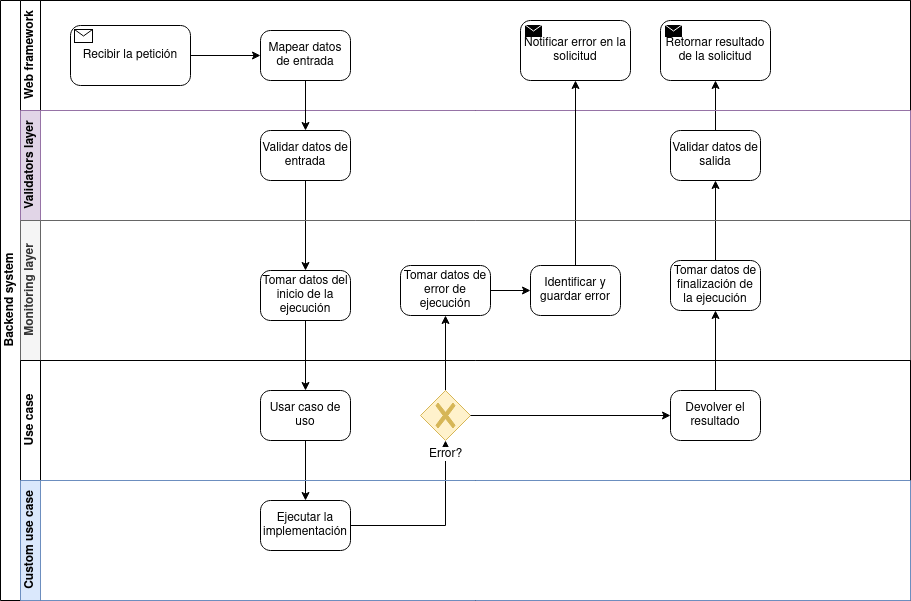 Backend system
Web framework
Recibir la petición
Mapear datos
de entrada
Notificar error en la
solicitud
Retornar resultado
de la solicitud
Validators layer
Validar datos de
entrada
Validar datos de
salida
Monitoring layer
Tomar datos del
inicio de la
ejecución
Tomar datos de
error de
ejecución
Identificar y
guardar error
Tomar datos de
finalización de
la ejecución
Use case
Usar caso de
uso
Error?
Devolver el
resultado
Custom use case
Ejecutar la
implementación